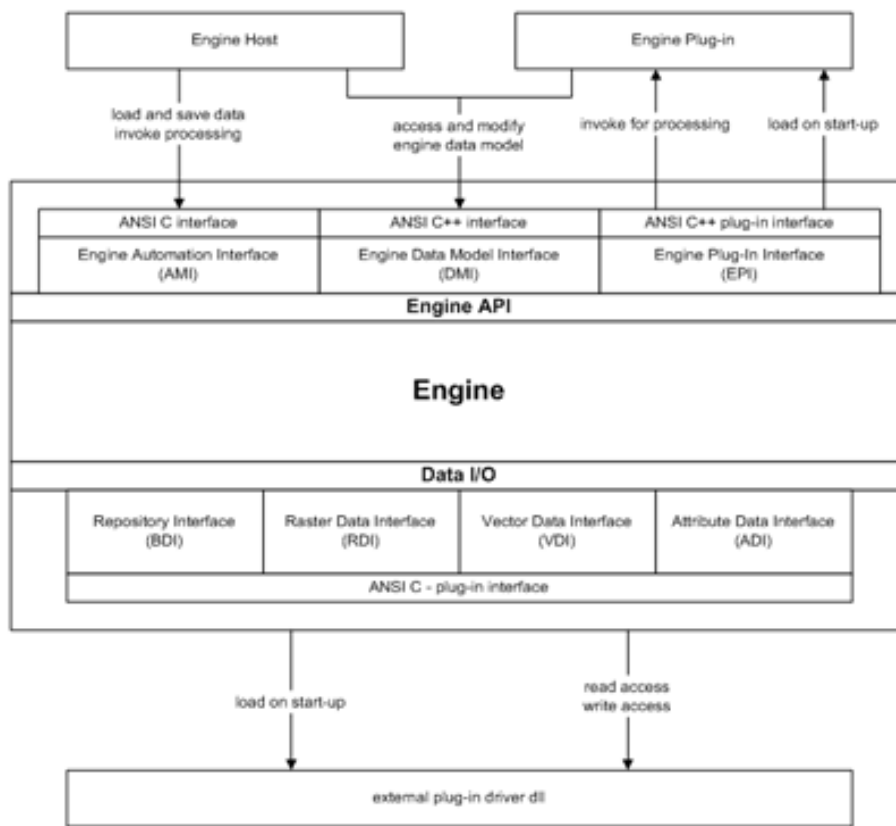 Engine Host
Engine Plug-in
load and save data
invoke processing
access and modify
engine data model
invoke for processing
load on start-up
ANSI C interface
ANSI C++ interface
ANSI C++ plug-in interface
Engine Automation Interface
(AMI)
Engine Data Model Interface
(DMI)
Engine Plug-In Interface
(EPI)
Engine API
Engine
Data I/O
Repository Interface
(BDI)
Raster Data Interface
(RDI)
Vector Data Interface
(VDI)
Attribute Data Interface
(ADI)
ANSI C - plug-in interface
load on start-up
read access
write access
external plug-in driver dll